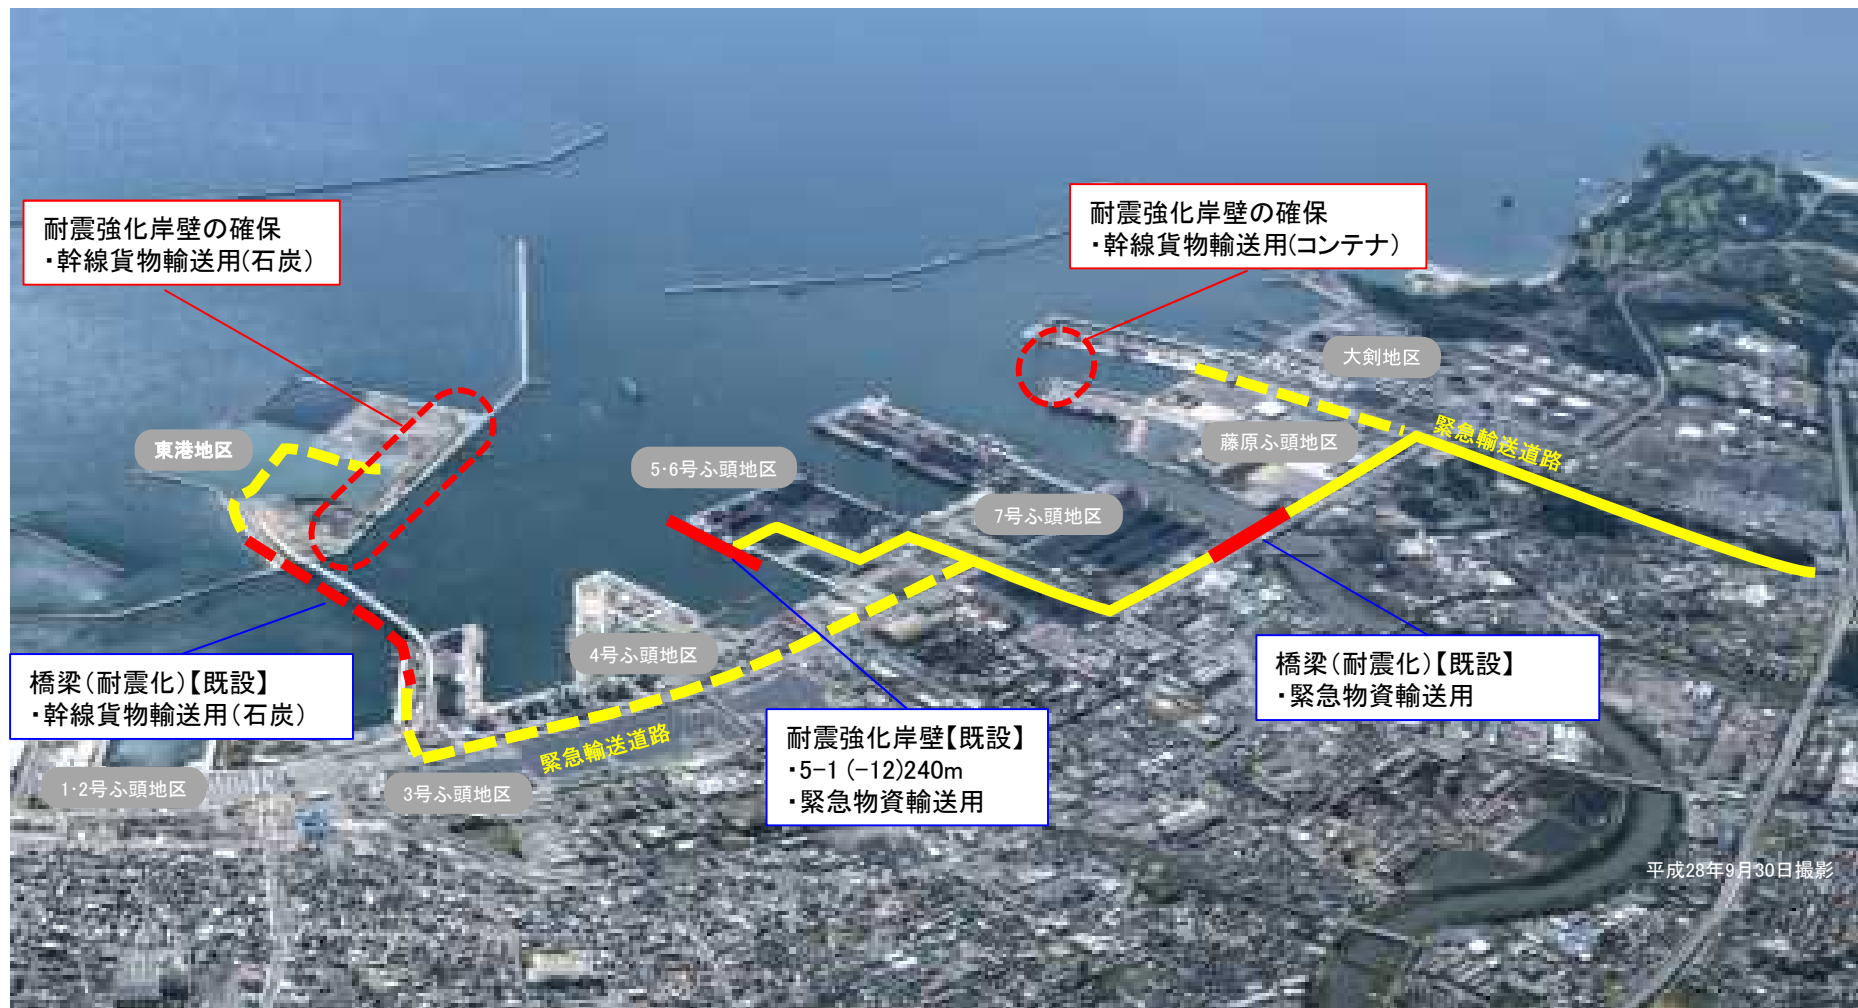 耐震強化岸壁の確保
・幹線貨物輸送用(石炭)
耐震強化岸壁の確保
・幹線貨物輸送用(コンテナ)
大剣地区
緊急輸送道路
藤原ふ頭地区
東港地区
5・6号ふ頭地区
7号ふ頭地区
4号ふ頭地区
橋梁(耐震化)【既設】
・幹線貨物輸送用(石炭)
橋梁(耐震化)【既設】
・緊急物資輸送用
緊急輸送道路
耐震強化岸壁【既設】
・5-1 (-12)240m
・緊急物資輸送用
1・2号ふ頭地区
3号ふ頭地区
平成28年9月30日撮影